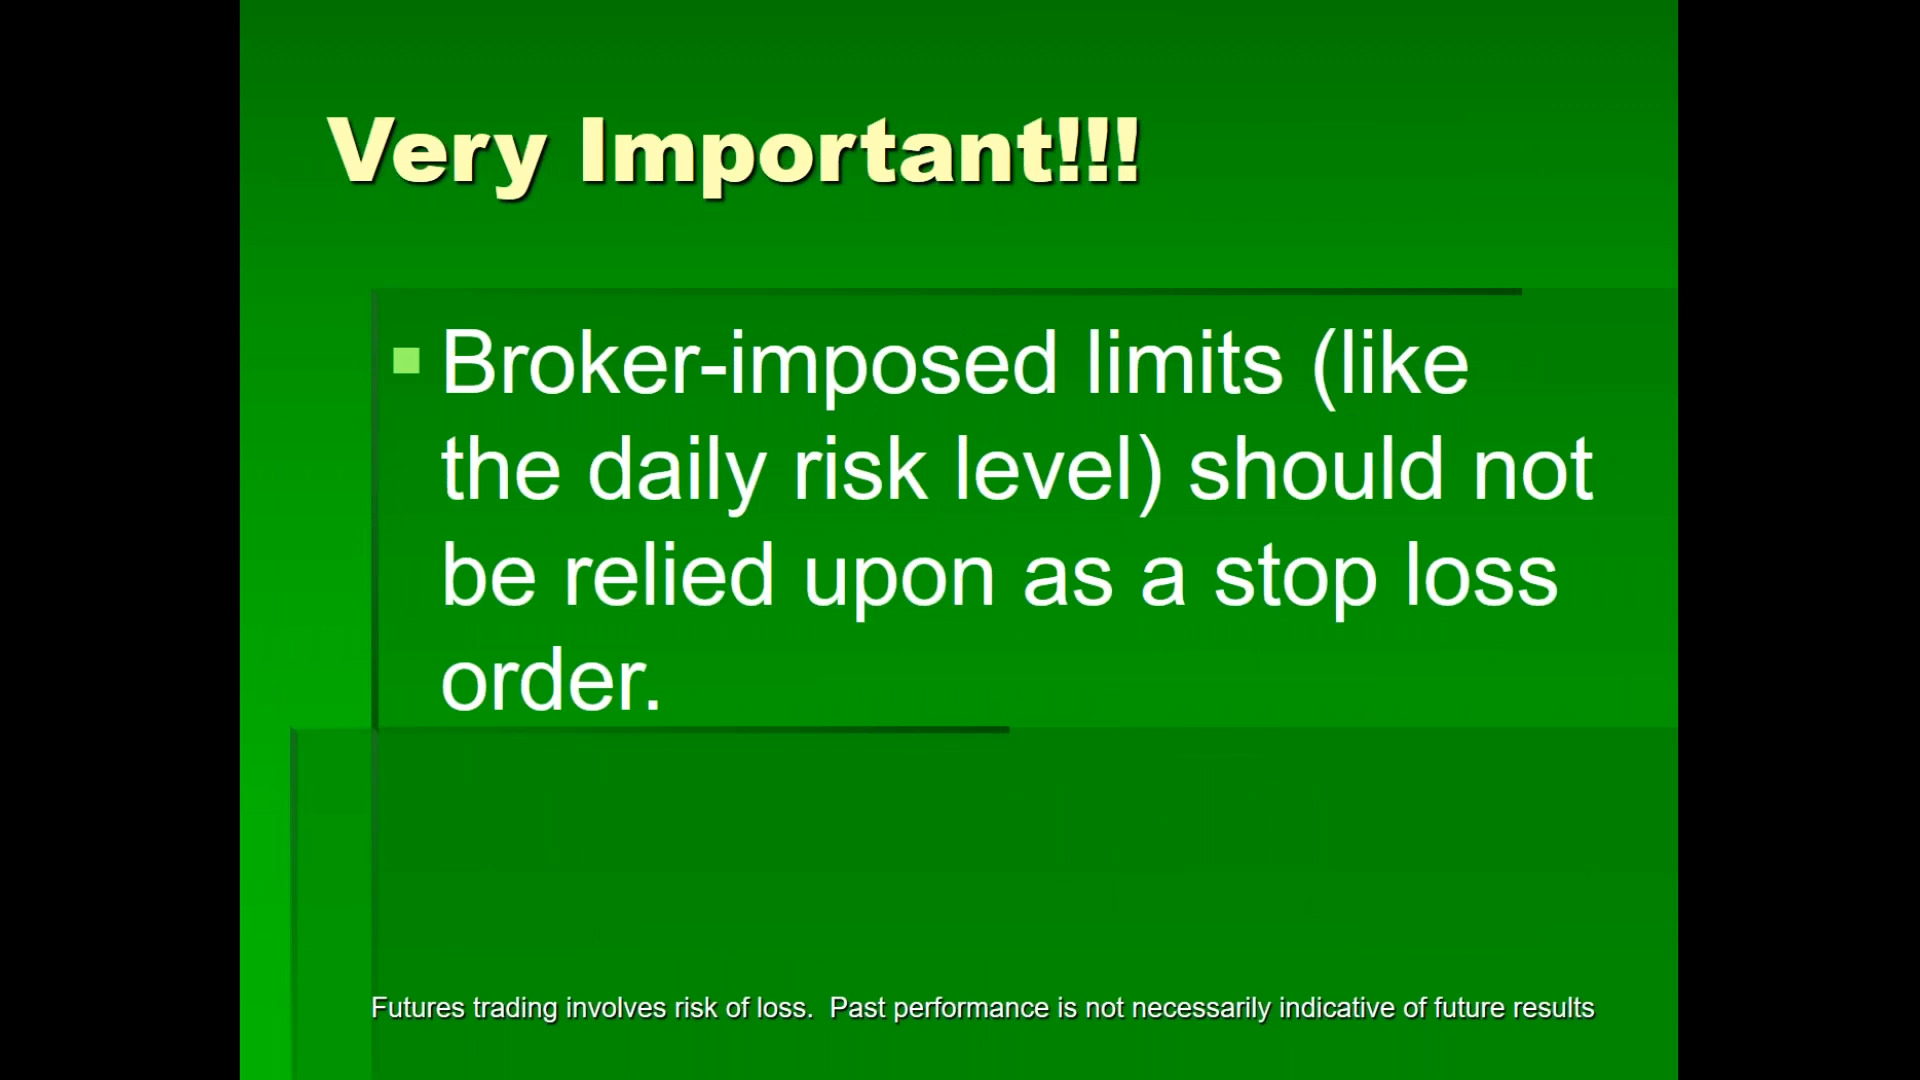 Very Important!!!
Broker-imposed limits (like
the daily risk level) should not
be relied upon as a stop loss
order.
Futures trading involves risk of loss.  Past performance is not necessarily indicative of future results